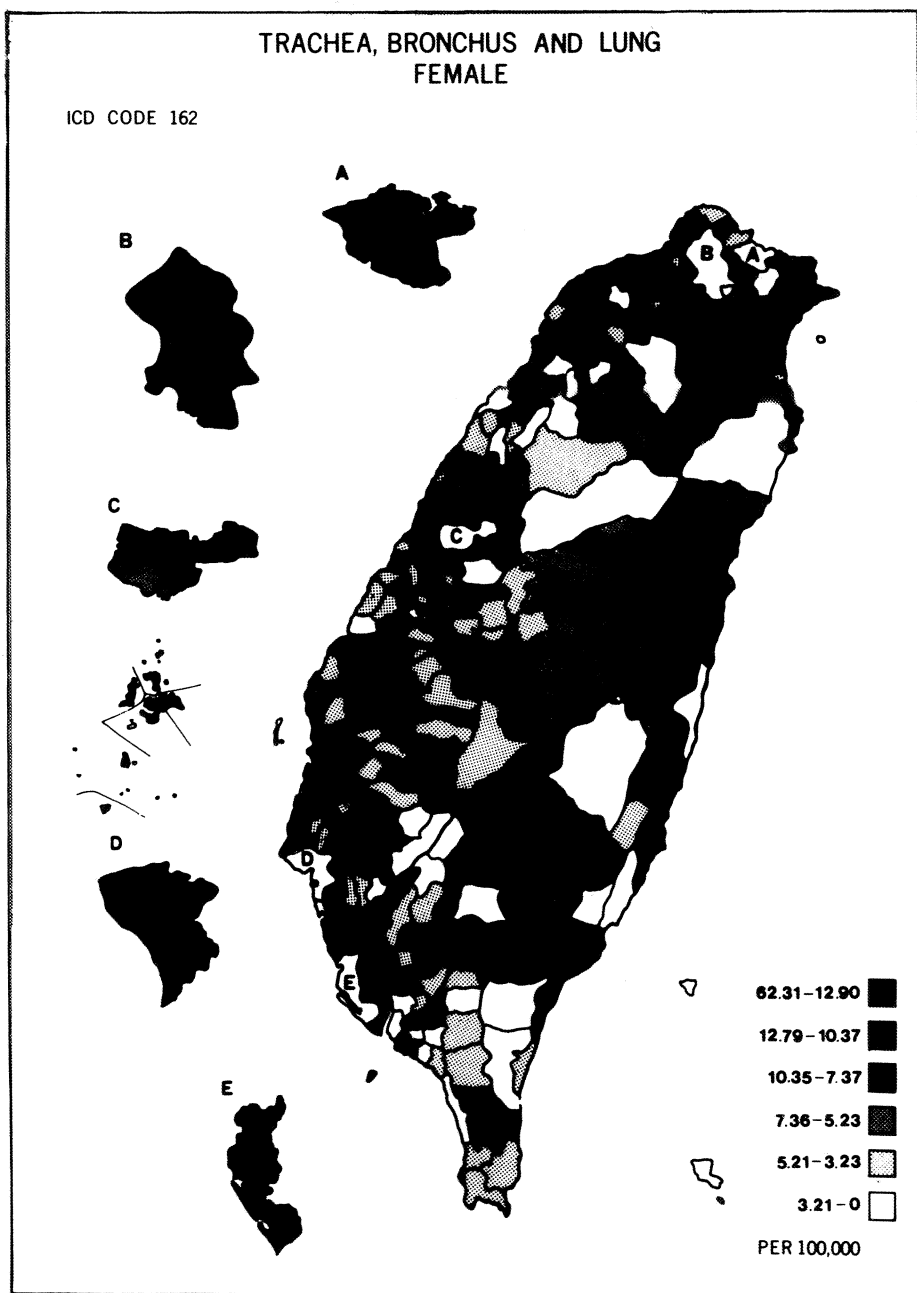 TRACHEA, BRONCHUS AND LUNG
FEMALE
ICD CODE 162
A
B
B
A
C
C
D
D
E
E
62.31-12.90
12.79-10.37
10.35-7.37
7.36-5.23
5.21-3.23
3.21-0
PER 100,000